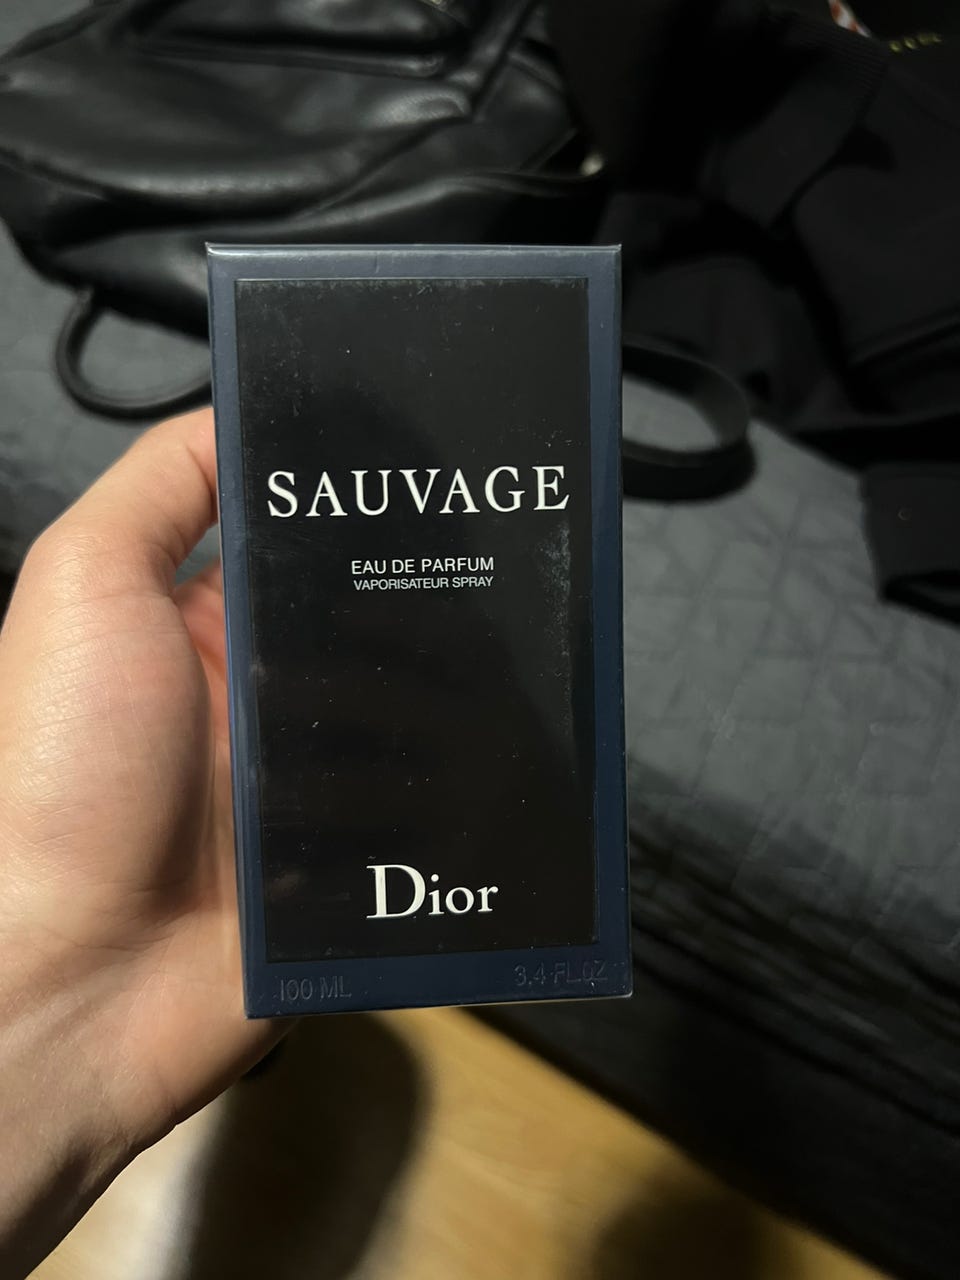 SAUVAGE
EAU DE PARFUM
VAPORISATEUR SPRAY
Dior
100 ML 3.4 FL.OZ